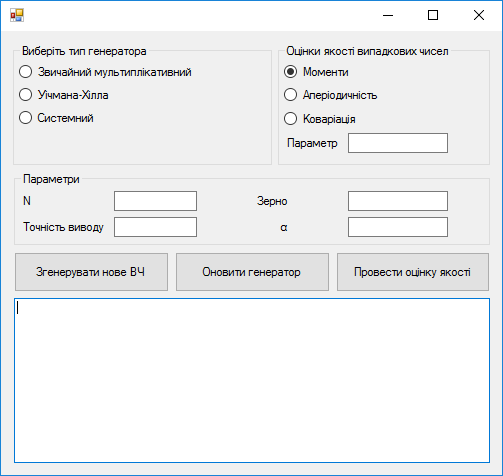 Виберіть тип генератора
Звичайний мультиплікативний
Уічмана-Хілла
Системний
Оцінки якості випадкових чисел
Моменти
Аперіодичність
Коваріація
Параметр
Параметри
N
Зерно
Точність виводу
α
Згенерувати нове ВЧ
Оновити генератор
Провести оцінку якості